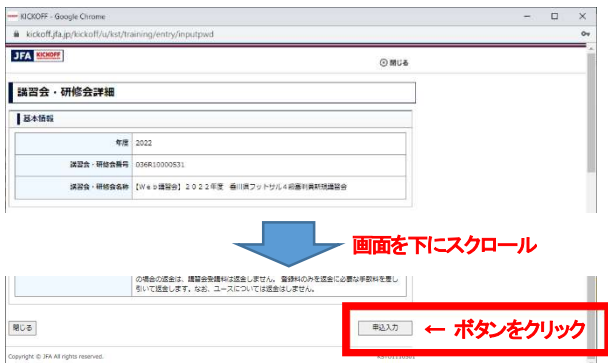 KICKOFF - Google Chrome
kickoff.jfa.jp/kickoff/u/kst/training/entry/inputpwd
JFA KICKOFF
閉じる
講習会・研修会詳細
基本情報
年度 2022
講習会・研修会番号 036R10000531
講習会・研修会名称 【Web講習会】2022年度 香川県フットサル4級審判員新規講習会
画面を下にスクロール
の場合の返金は、講習会受講料は返金しません。 登録料のみを返金に必要な手数料を差し
引いて返金します。なお、ユースについては返金はしません。
閉じる
申込入力
← ボタンをクリック
Copyright © JFA All rights reserved.